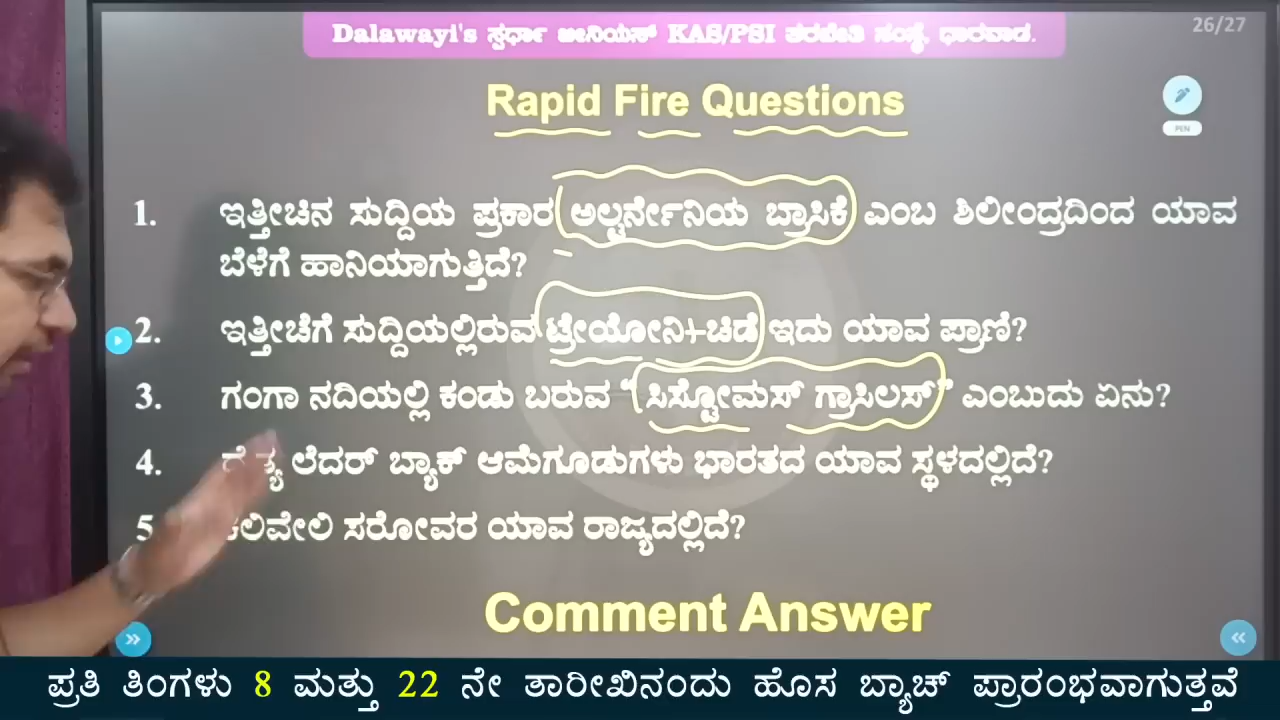 Dalawayi's ಸ್ಪರ್ಧಾ ಜೀನಿಯಸ್ KAS/PSI ತರಬೇತಿ ಸಂಸ್ಥೆ, ಧಾರವಾಡ.
26/27
Rapid Fire Questions
PEN
1. ಇತ್ತೀಚಿನ ಸುದ್ದಿಯ ಪ್ರಕಾರ ಅಲ್ಟರ್ನೇನಿಯ ಬ್ರಾಸಿಕೆ ಎಂಬ ಶಿಲೀಂದ್ರದಿಂದ ಯಾವ
ಬೆಳೆಗೆ ಹಾನಿಯಾಗುತ್ತಿದೆ?
2. ಇತ್ತೀಚೆಗೆ ಸುದ್ದಿಯಲ್ಲಿರುವ ಟ್ರೇಯೋನಿ+ಚಿಡೆ ಇದು ಯಾವ ಪ್ರಾಣಿ?
3. ಗಂಗಾ ನದಿಯಲ್ಲಿ ಕಂಡು ಬರುವ "ಸಿಸ್ಟೋಮಸ್ ಗ್ರಾಸಿಲಸ್" ಎಂಬುದು ಏನು?
4. ಲೆದರ್ ಬ್ಯಾಕ್ ಆಮೆಗೂಡುಗಳು ಭಾರತದ ಯಾವ ಸ್ಥಳದಲ್ಲಿದೆ?
5 ಸರೋವರ ಯಾವ ರಾಜ್ಯದಲ್ಲಿದೆ?
Comment Answer
ಪ್ರತಿ ತಿಂಗಳು 8 ಮತ್ತು 22 ನೇ ತಾರೀಖಿನಂದು ಹೊಸ ಬ್ಯಾಚ್ ಪ್ರಾರಂಭವಾಗುತ್ತವೆ